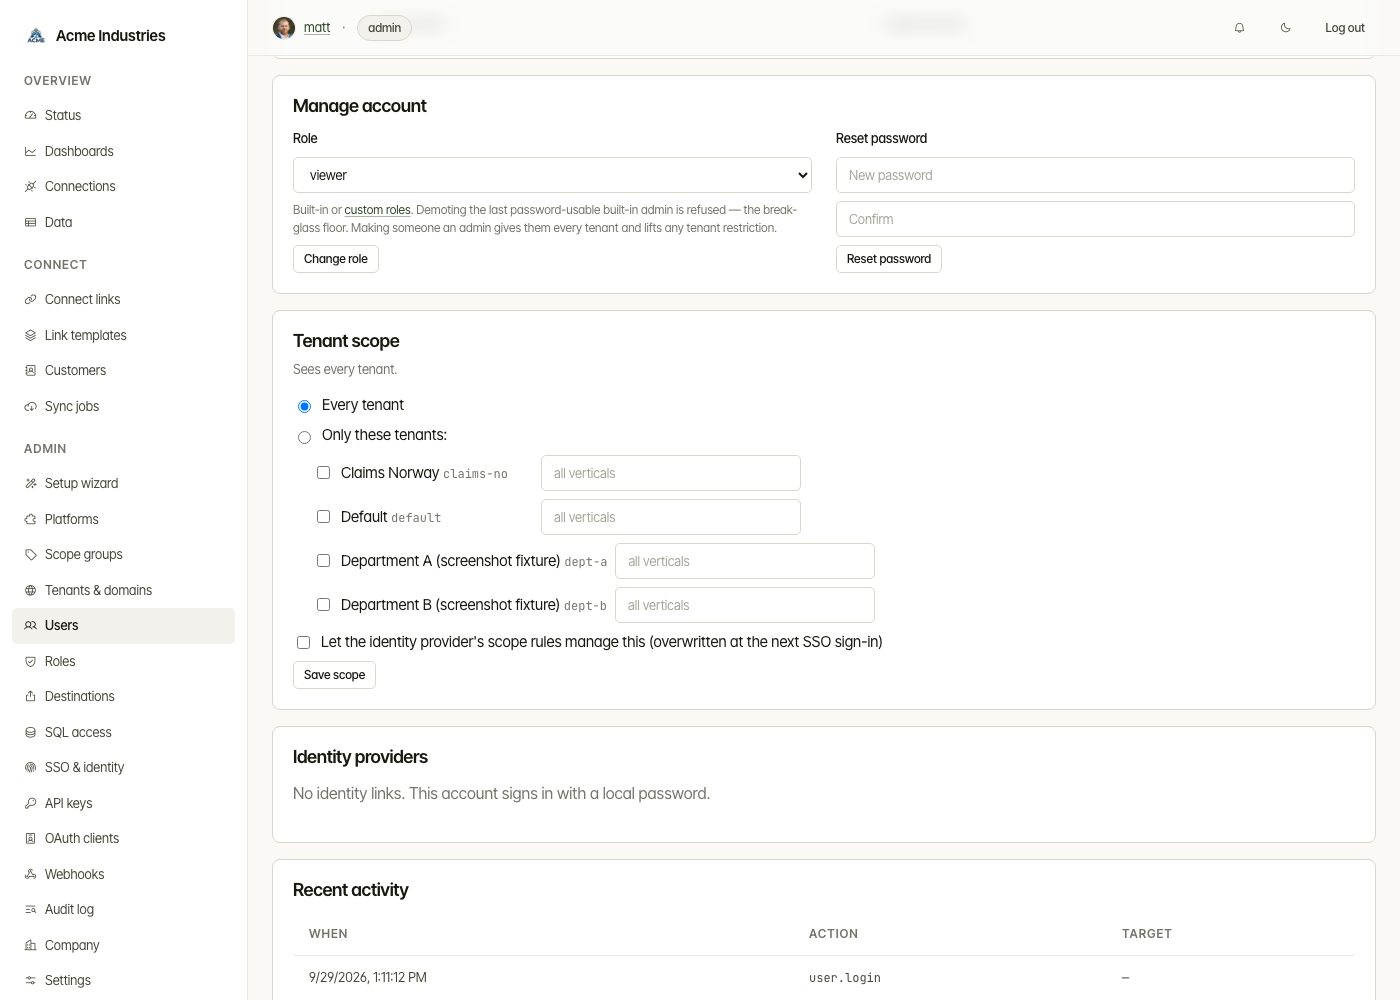 Acme Industries
OVERVIEW
Status
Dashboards
Connections
Data
CONNECT
Connect links
Link templates
Customers
Sync jobs
ADMIN
Setup wizard
Platforms
Scope groups
Tenants & domains
Users
Roles
Destinations
SQL access
SSO & identity
API keys
OAuth clients
Webhooks
Audit log
Company
Settings
matt · admin
Log out
Manage account
Role
viewer
Built-in or custom roles. Demoting the last password-usable built-in admin is refused — the break-
glass floor. Making someone an admin gives them every tenant and lifts any tenant restriction.
Change role
Reset password
New password
Confirm
Reset password
Tenant scope
Sees every tenant.
Every tenant
Only these tenants:
Claims Norway claims-no all verticals
Default default all verticals
Department A (screenshot fixture) dept-a all verticals
Department B (screenshot fixture) dept-b all verticals
Let the identity provider's scope rules manage this (overwritten at the next SSO sign-in)
Save scope
Identity providers
No identity links. This account signs in with a local password.
Recent activity
WHEN ACTION TARGET
9/29/2026, 1:11:12 PM user.login —